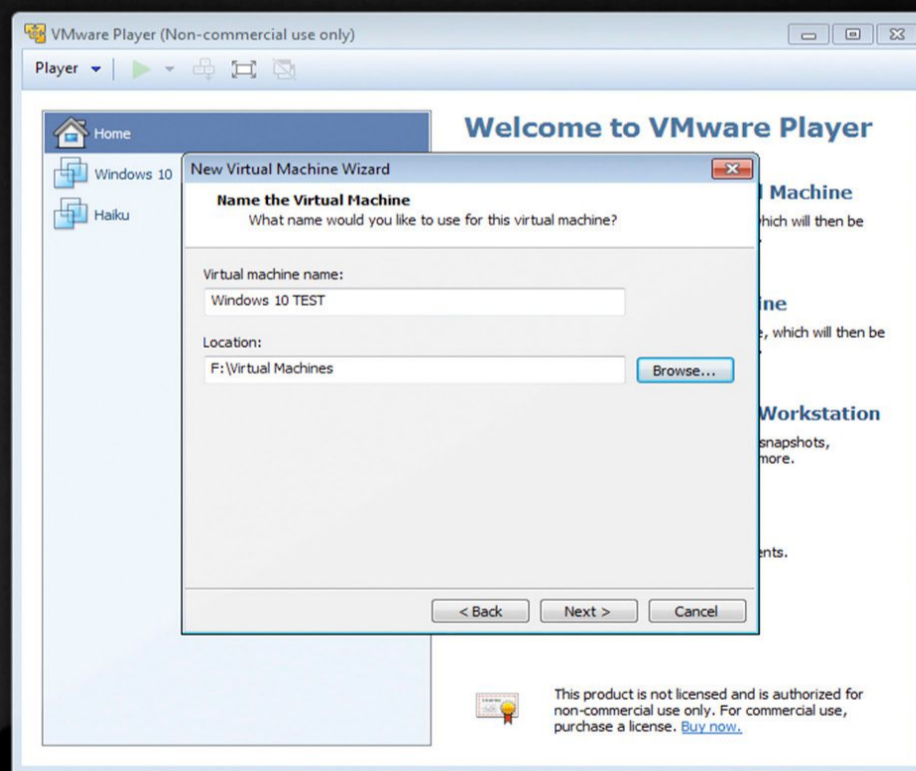 VMware Player (Non-commercial use only)
Player
Home
Windows 10
Haiku
Welcome to VMware Player
Machine
which will then be
ine
, which will then be
Workstation
snapshots,
more.
ents.
New Virtual Machine Wizard
Name the Virtual Machine
What name would you like to use for this virtual machine?
Virtual machine name:
Windows 10 TEST
Location:
F:\Virtual Machines
Browse...
< Back
Next >
Cancel
This product is not licensed and is authorized for
non-commercial use only. For commercial use,
purchase a license. Buy now.